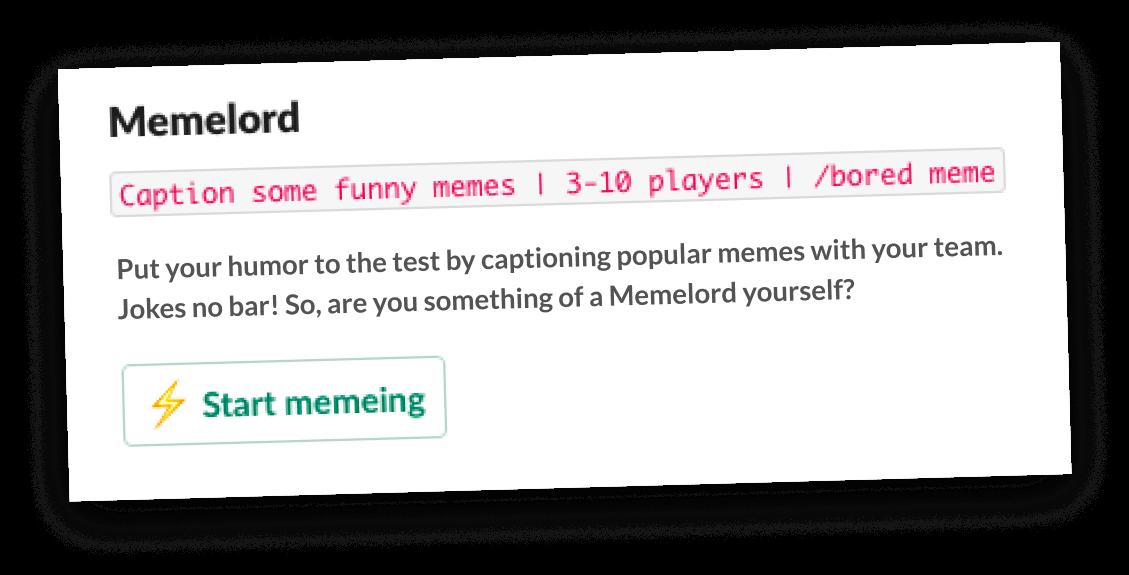 Memelord
Caption some funny memes | 3-10 players | /bored meme
Put your humor to the test by captioning popular memes with your team.
Jokes no bar! So, are you something of a Memelord yourself?
⚡ Start memeing